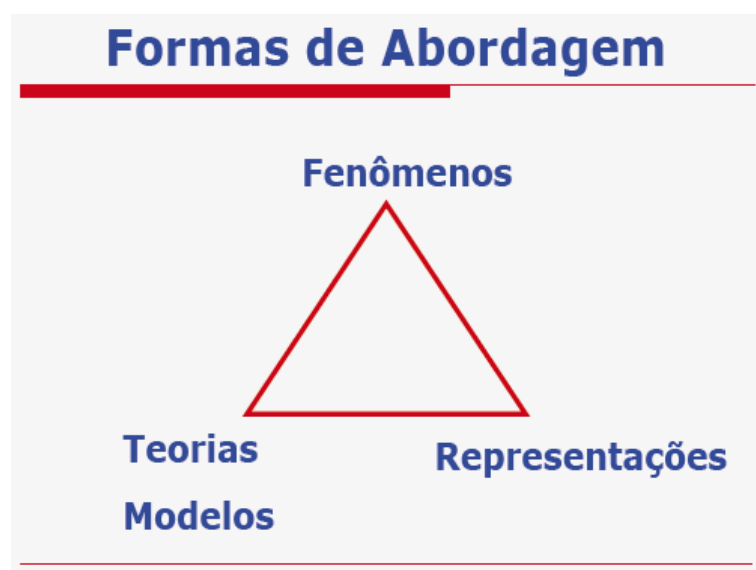 Formas de Abordagem
Fenômenos
Teorias
Representações
Modelos